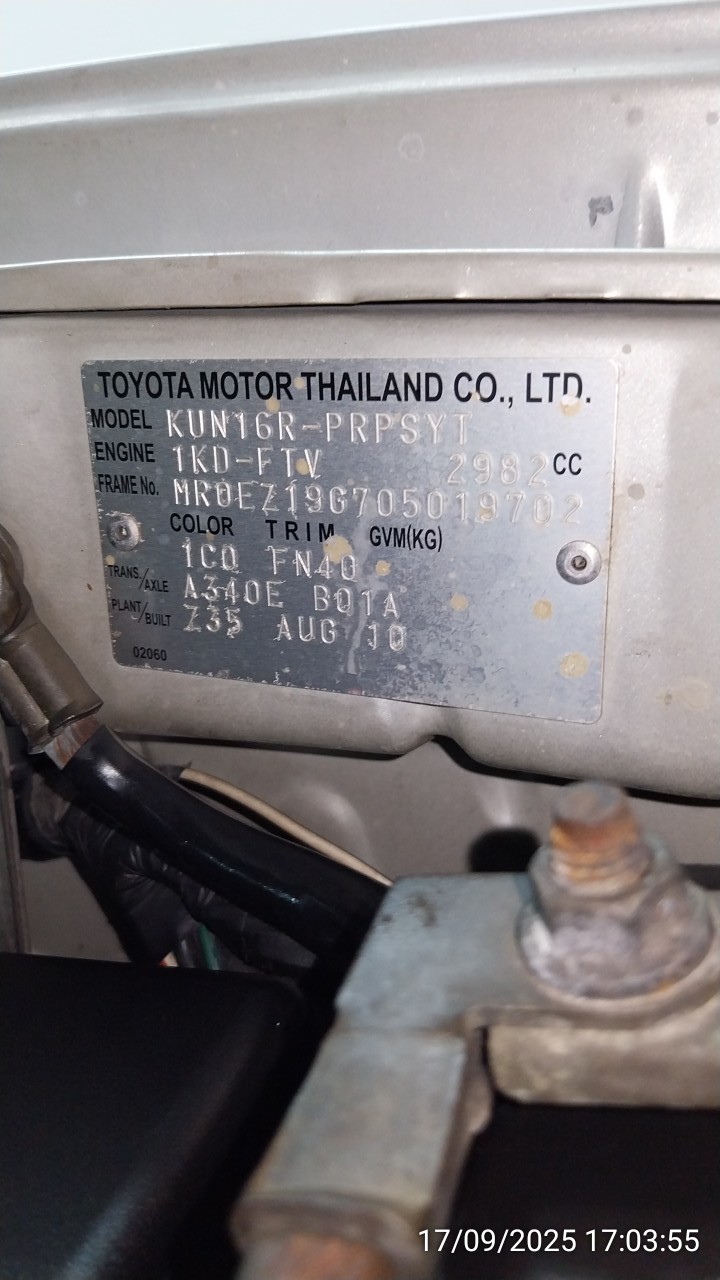 TOYOTA MOTOR THAILAND CO., LTD.
MODEL KUN16R-PRPSYT
ENGINE 1KD-FTV 2982 CC
FRAME No. MR0EZ19G705019702
COLOR TRIM GVM(KG)
1C0 FN40
TRANS./AXLE A340E B01A
PLANT/BUILT Z35 AUG 10
02060
17/09/2025 17:03:55